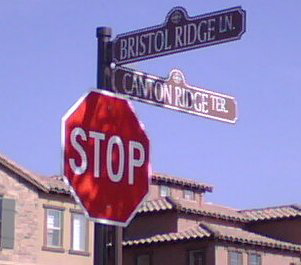 BRISTOL RIDGE LN.
CANYON RIDGE TER.
STOP